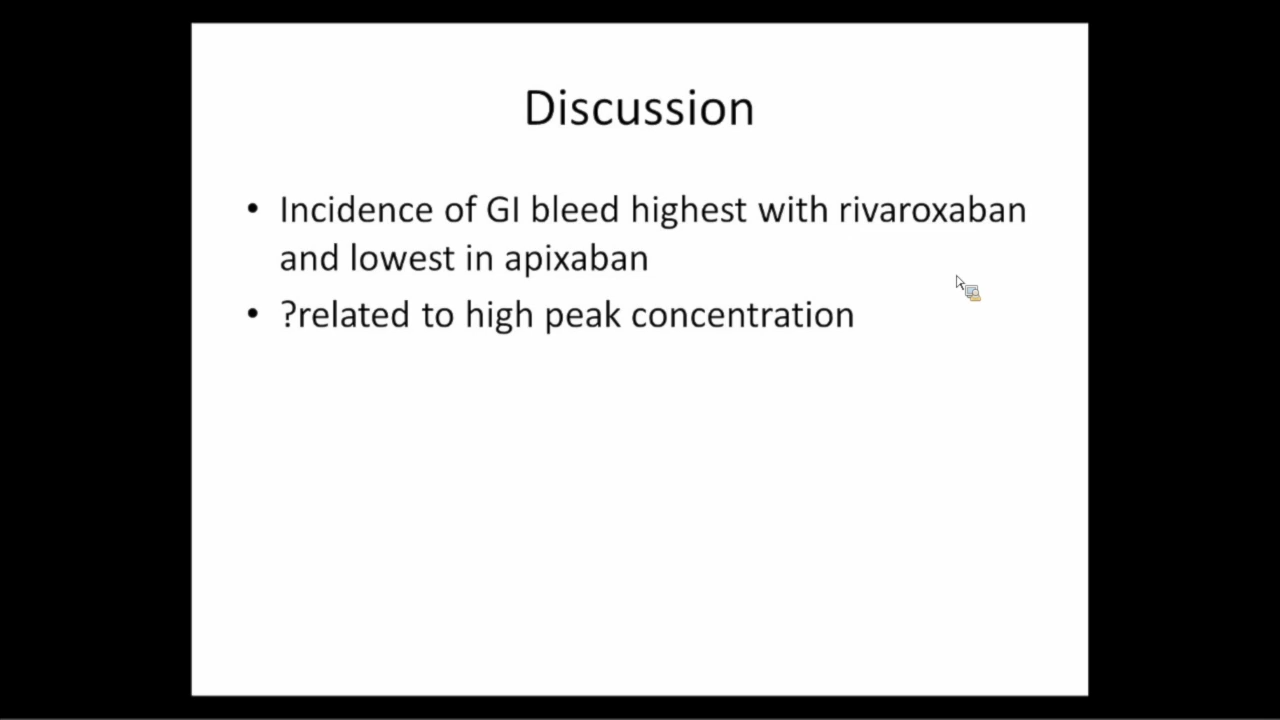 Discussion
• Incidence of GI bleed highest with rivaroxaban
and lowest in apixaban
• ?related to high peak concentration